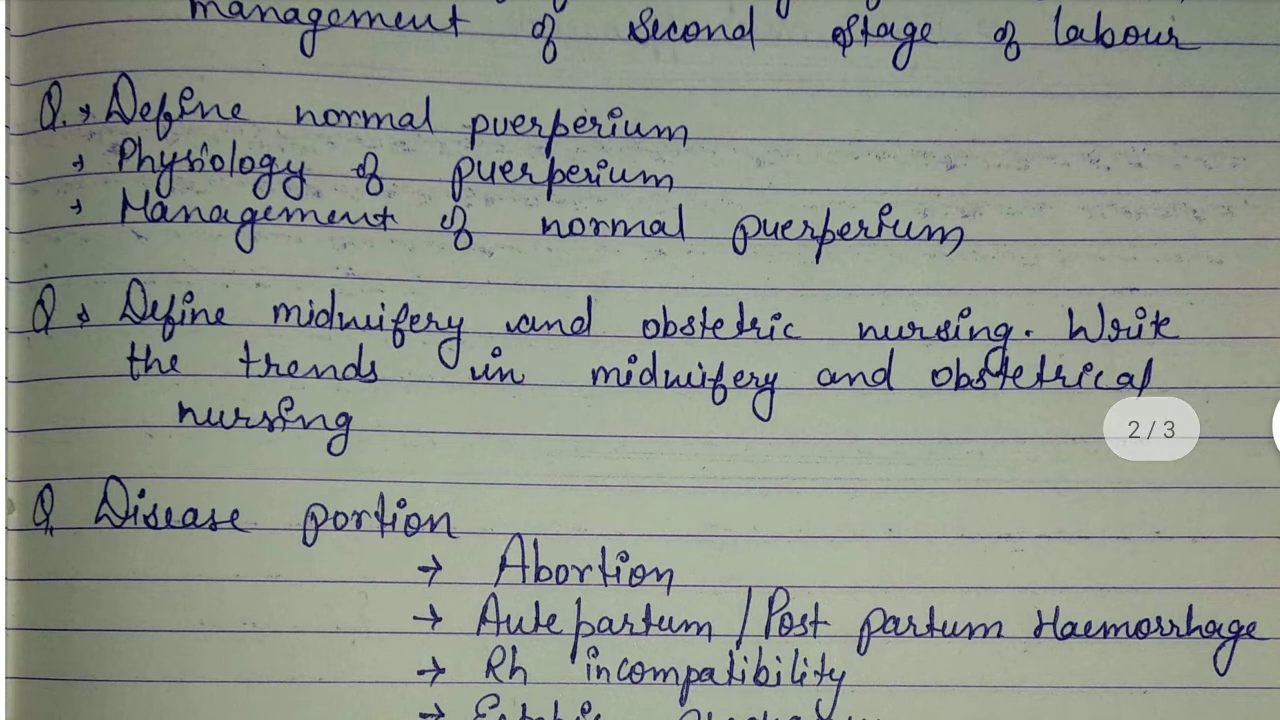 management of second stage of labour
Q. → Define normal puerperium
→ Physiology of puerperium
→ Management of normal puerperium
Q → Define midwifery and obstetric nursing. Write
the trends in midwifery and obstetrical
nursing
2 / 3
Q. Disease portion
→ Abortion
→ Antepartum / Post partum Haemorrhage
→ Rh incompatibility